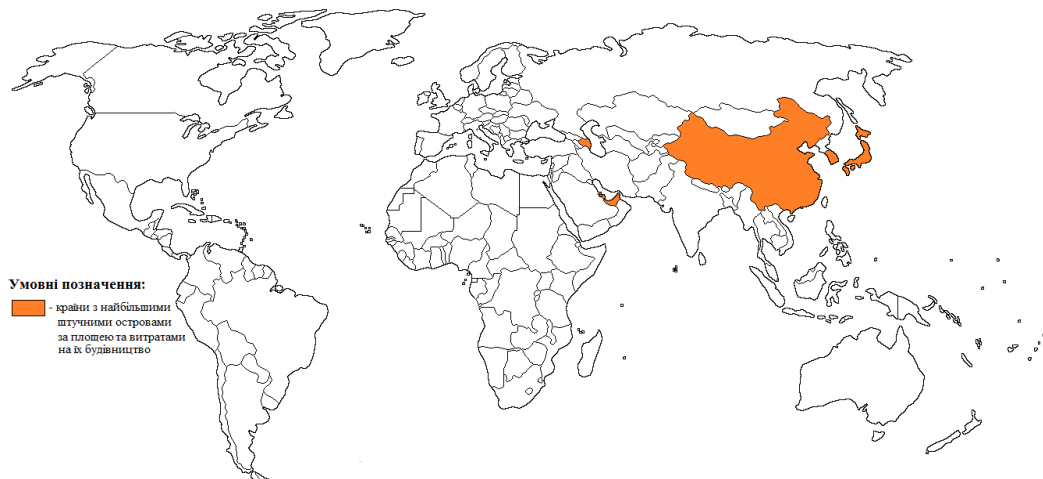 Умовні позначення:
- країни з найбільшими
штучними островами
за площею та витратами
на їх будівництво